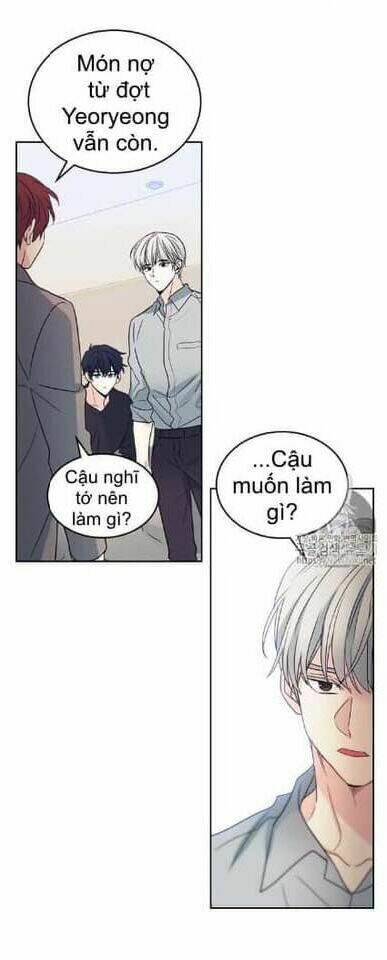 Món nợ
từ đợt
Yeoryeong
vẫn còn.
Cậu nghĩ
tớ nên
làm gì?
...Cậu
muốn làm
gì?